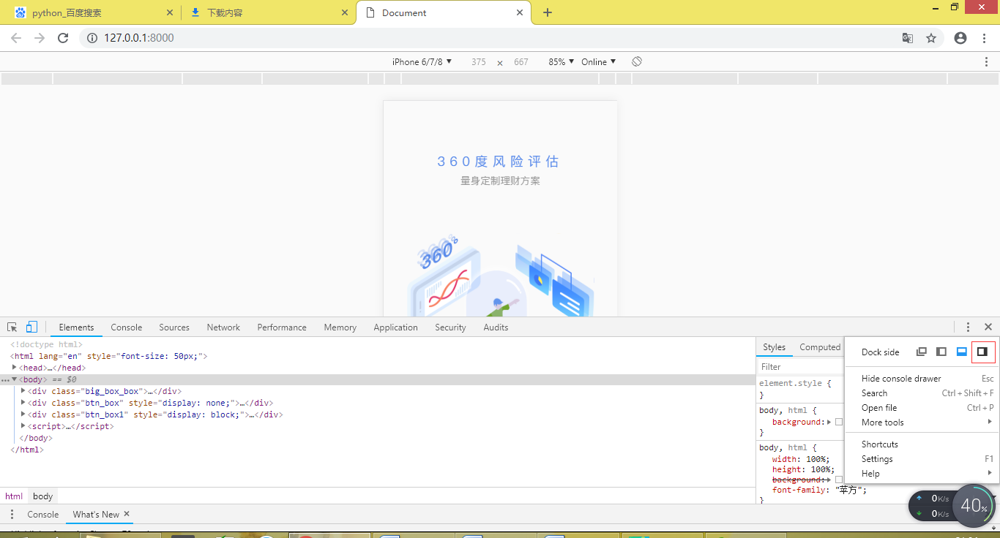 python_百度搜索
下载内容
Document
127.0.0.1:8000
iPhone 6/7/8 375 × 667 85% Online
360度风险评估
量身定制理财方案
360°
Elements Console Sources Network Performance Memory Application Security Audits
<!doctype html>
<html lang="en" style="font-size: 50px;">
<head>…</head>
<body> == $0
<div class="big_box_box">…</div>
<div class="btn_box" style="display: none;">…</div>
<div class="btn_box1" style="display: block;">…</div>
<script>…</script>
</body>
</html>
html body
Styles Computed
Filter
element.style {
}
body, html {
background:
}
body, html {
width: 100%;
height: 100%;
background:
font-family: "苹方";
}
Dock side
Hide console drawer Esc
Search Ctrl + Shift + F
Open file Ctrl + P
More tools
Shortcuts
Settings F1
Help
0K/s
0K/s
40%
Console What's New